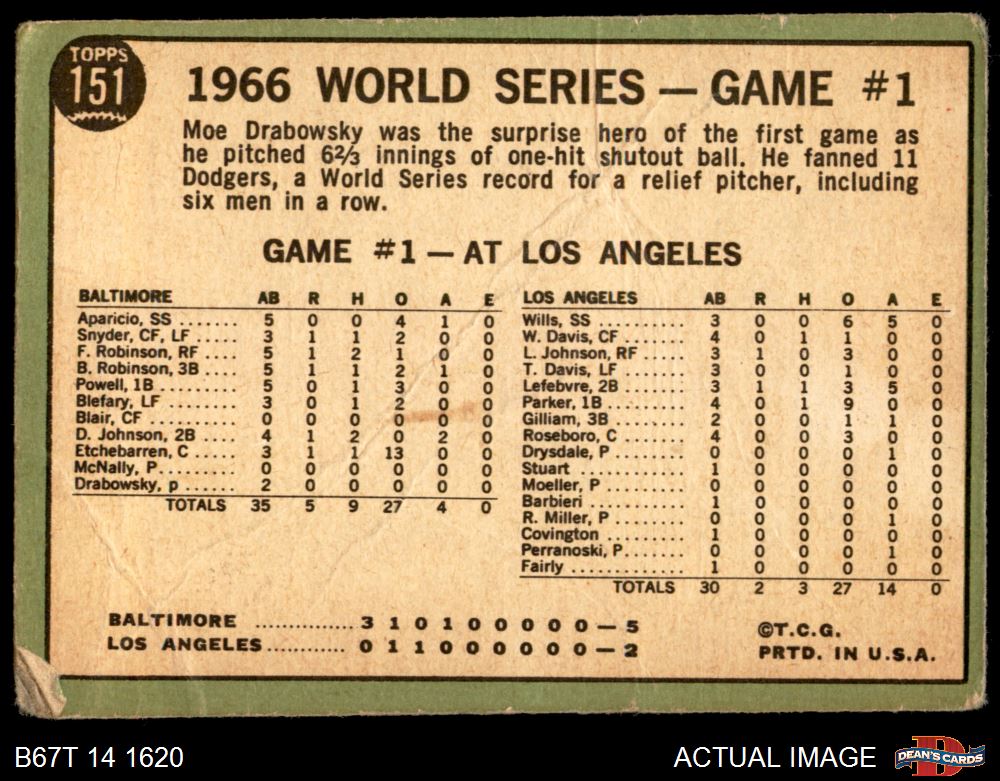 TOPPS
151
1966 WORLD SERIES — GAME #1
Moe Drabowsky was the surprise hero of the first game as
he pitched 6⅔ innings of one-hit shutout ball. He fanned 11
Dodgers, a World Series record for a relief pitcher, including
six men in a row.
GAME #1 — AT LOS ANGELES
BALTIMORE AB R H O A E
Aparicio, SS ....... 5 0 0 4 1 0
Snyder, CF, LF ...... 3 1 1 2 0 0
F. Robinson, RF .... 5 1 2 1 0 0
B. Robinson, 3B .... 5 1 1 2 1 0
Powell, 1B .......... 5 0 1 3 0 0
Blefary, LF ......... 3 0 1 2 0 0
Blair, CF ........... 0 0 0 0 0 0
D. Johnson, 2B .... 4 1 2 0 2 0
Etchebarren, C ..... 3 1 1 13 0 0
McNally, P.......... 0 0 0 0 0 0
Drabowsky, p ...... 2 0 0 0 0 0
TOTALS 35 5 9 27 4 0
LOS ANGELES AB R H O A E
Wills, SS ........... 3 0 0 6 5 0
W. Davis, CF ....... 4 0 1 1 0 0
L. Johnson, RF ..... 3 1 0 3 0 0
T. Davis, LF ........ 3 0 0 1 0 0
Lefebvre, 2B ........ 3 1 1 3 5 0
Parker, 1B .......... 4 0 1 9 0 0
Gilliam, 3B ......... 2 0 0 1 1 0
Roseboro, C ........ 4 0 0 3 0 0
Drysdale, P ......... 0 0 0 0 1 0
Stuart ............. 1 0 0 0 0 0
Moeller, P .......... 0 0 0 0 0 0
Barbieri ............ 1 0 0 0 0 0
R. Miller, P ......... 0 0 0 0 1 0
Covington .......... 1 0 0 0 0 0
Perranoski, P....... 0 0 0 0 1 0
Fairly .............. 1 0 0 0 0 0
TOTALS 30 2 3 27 14 0
BALTIMORE .............. 3 1 0 1 0 0 0 0 0 — 5
LOS ANGELES........... 0 1 1 0 0 0 0 0 0 — 2
©T.C.G.
PRTD. IN U.S.A.
B67T 14 1620
ACTUAL IMAGE
DEAN'S CARDS